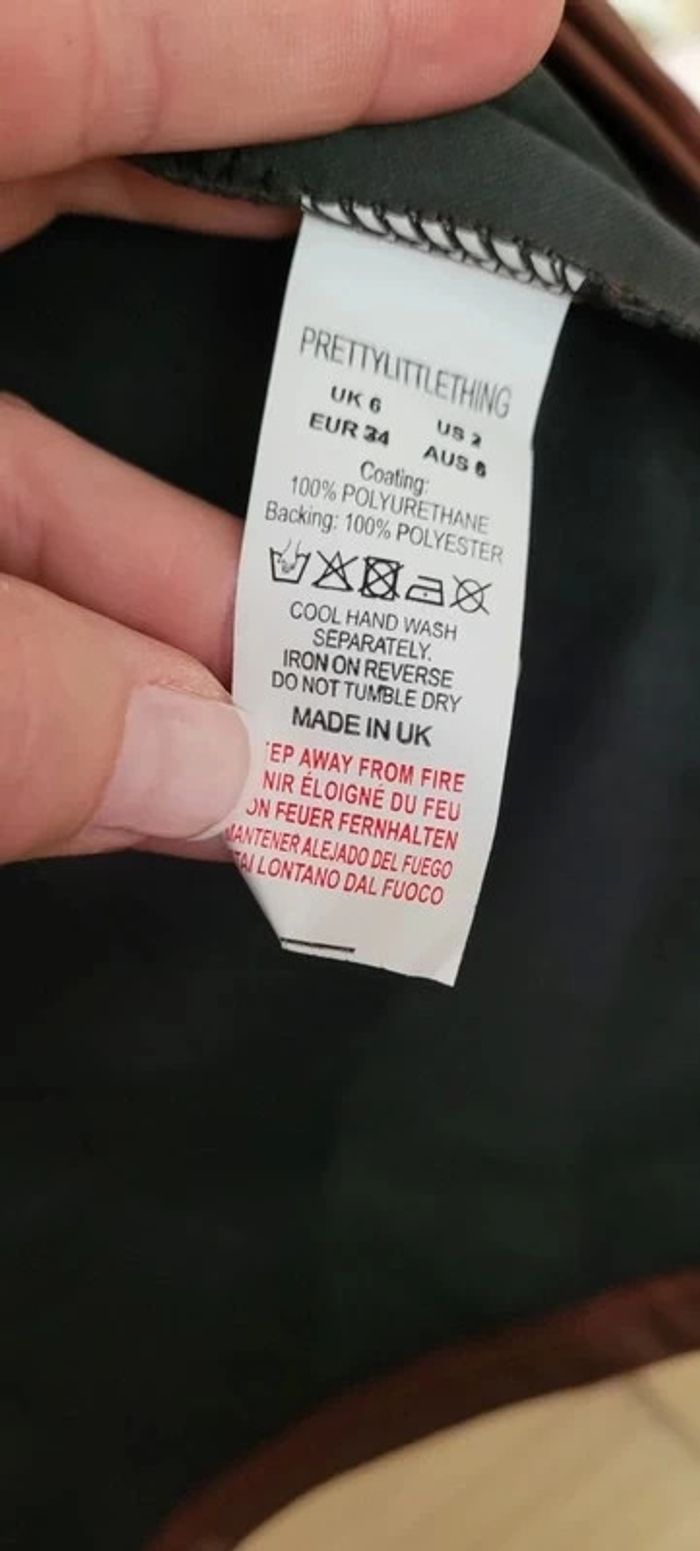 PRETTYLITTLETHING
UK 6 US 2
EUR 34 AUS 6
Coating:
100% POLYURETHANE
Backing: 100% POLYESTER
COOL HAND WASH
SEPARATELY.
IRON ON REVERSE
DO NOT TUMBLE DRY
MADE IN UK
EP AWAY FROM FIRE
NIR ÉLOIGNÉ DU FEU
ON FEUER FERNHALTEN
MANTENER ALEJADO DEL FUEGO
TAI LONTANO DAL FUOCO